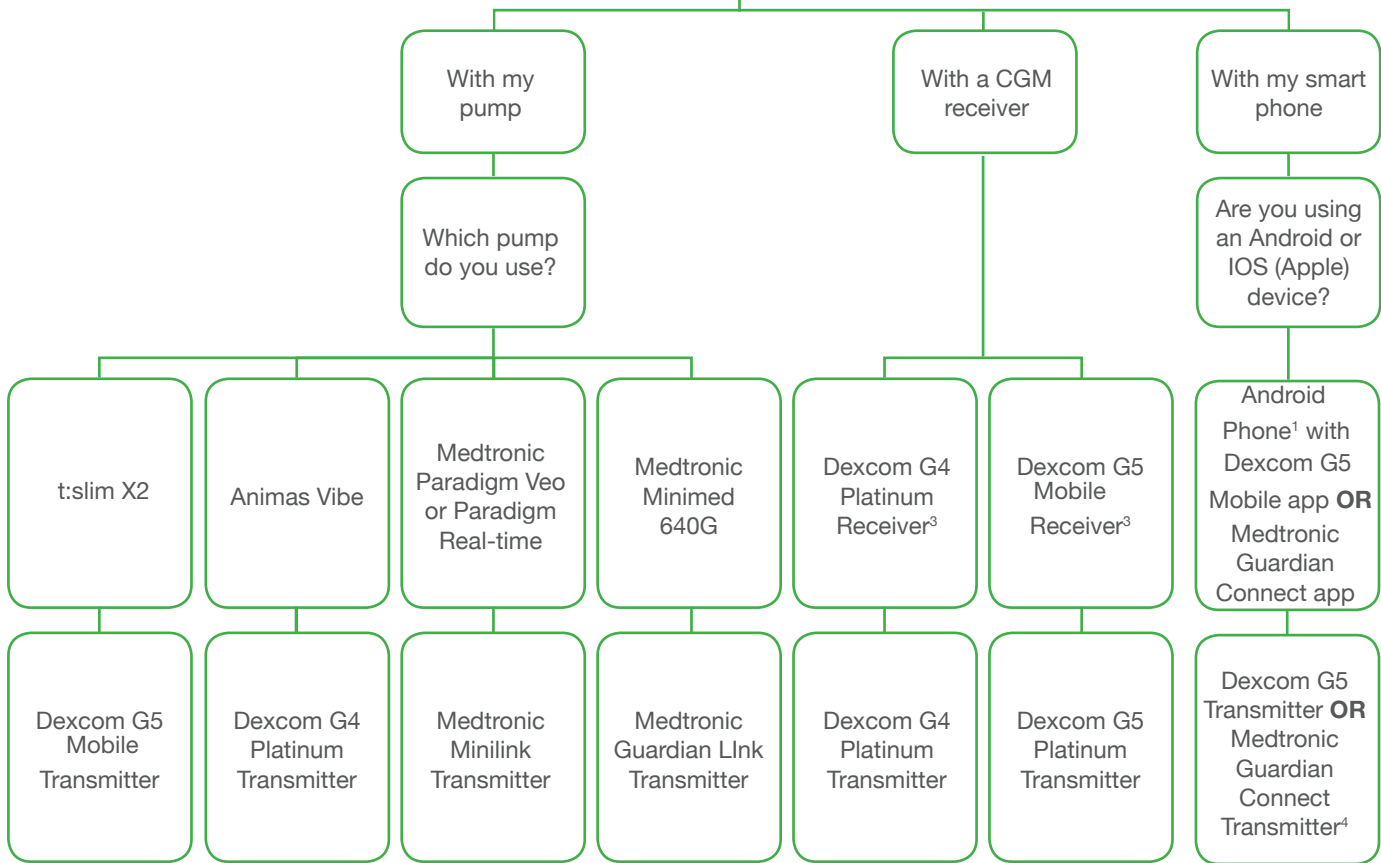 With my
pump
With a CGM
receiver
With my smart
phone
Which pump
do you use?
Are you using
an Android or
IOS (Apple)
device?
t:slim X2
Animas Vibe
Medtronic
Paradigm Veo
or Paradigm
Real-time
Medtronic
Minimed
640G
Dexcom G4
Platinum
Receiver³
Dexcom G5
Mobile
Receiver³
Android
Phone¹ with
Dexcom G5
Mobile app OR
Medtronic
Guardian
Connect app
Dexcom G5
Mobile
Transmitter
Dexcom G4
Platinum
Transmitter
Medtronic
Minilink
Transmitter
Medtronic
Guardian LInk
Transmitter
Dexcom G4
Platinum
Transmitter
Dexcom G5
Platinum
Transmitter
Dexcom G5
Transmitter OR
Medtronic
Guardian
Connect
Transmitter⁴